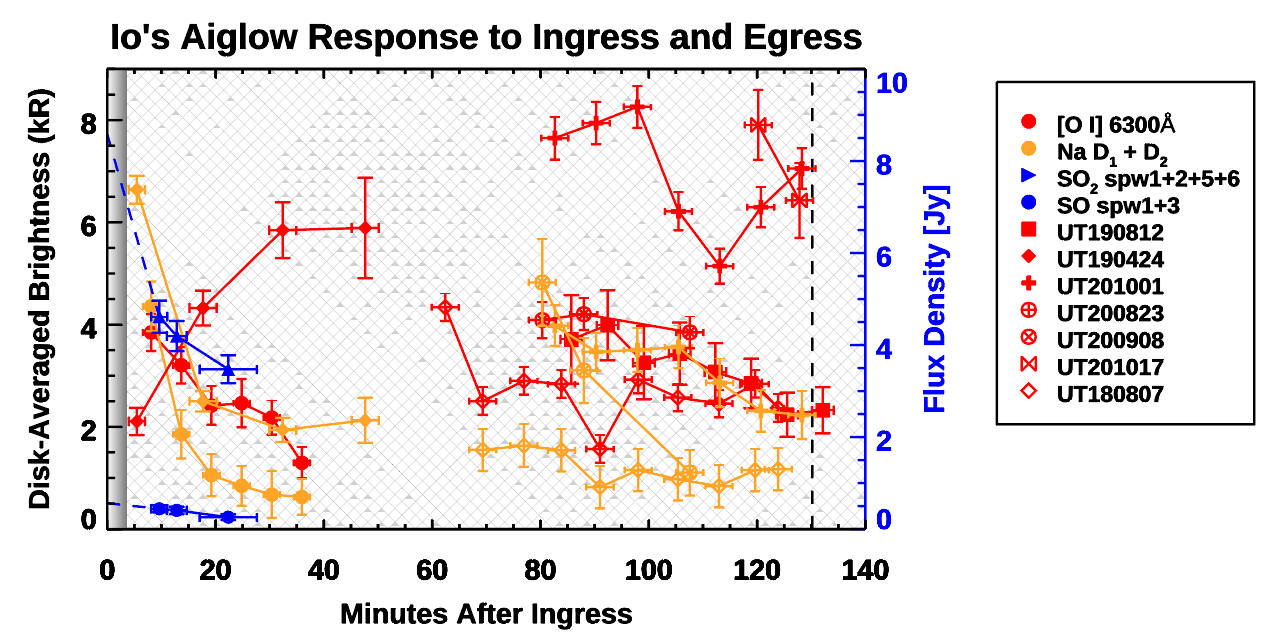 Io's Aiglow Response to Ingress and Egress
Disk-Averaged Brightness (kR)
8
6
4
2
0
10
8
6
4
2
0
Flux Density [Jy]
0 20 40 60 80 100 120 140
Minutes After Ingress
[O I] 6300Å
Na D₁ + D₂
SO₂ spw1+2+5+6
SO spw1+3
UT190812
UT190424
UT201001
UT200823
UT200908
UT201017
UT180807